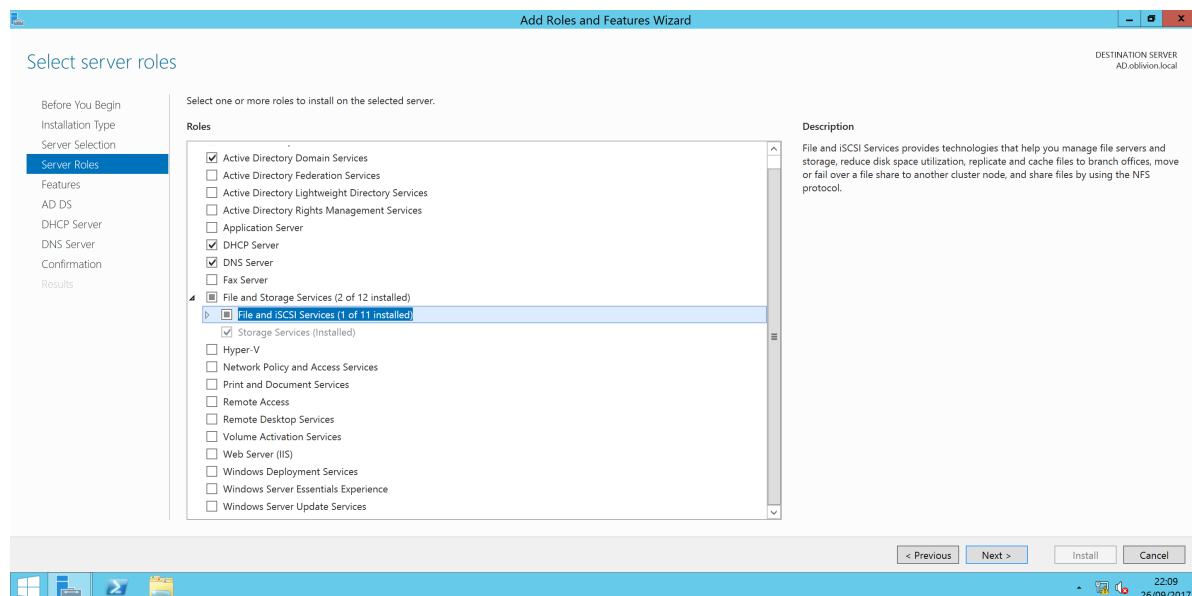 Add Roles and Features Wizard
Select server roles
DESTINATION SERVER
AD.oblivion.local
Before You Begin
Installation Type
Server Selection
Server Roles
Features
AD DS
DHCP Server
DNS Server
Confirmation
Results
Select one or more roles to install on the selected server.
Roles
Active Directory Domain Services
Active Directory Federation Services
Active Directory Lightweight Directory Services
Active Directory Rights Management Services
Application Server
DHCP Server
DNS Server
Fax Server
File and Storage Services (2 of 12 installed)
File and iSCSI Services (1 of 11 installed)
Storage Services (Installed)
Hyper-V
Network Policy and Access Services
Print and Document Services
Remote Access
Remote Desktop Services
Volume Activation Services
Web Server (IIS)
Windows Deployment Services
Windows Server Essentials Experience
Windows Server Update Services
Description
File and iSCSI Services provides technologies that help you manage file servers and
storage, reduce disk space utilization, replicate and cache files to branch offices, move
or fail over a file share to another cluster node, and share files by using the NFS
protocol.
< Previous
Next >
Install
Cancel
22:09
26/09/2017